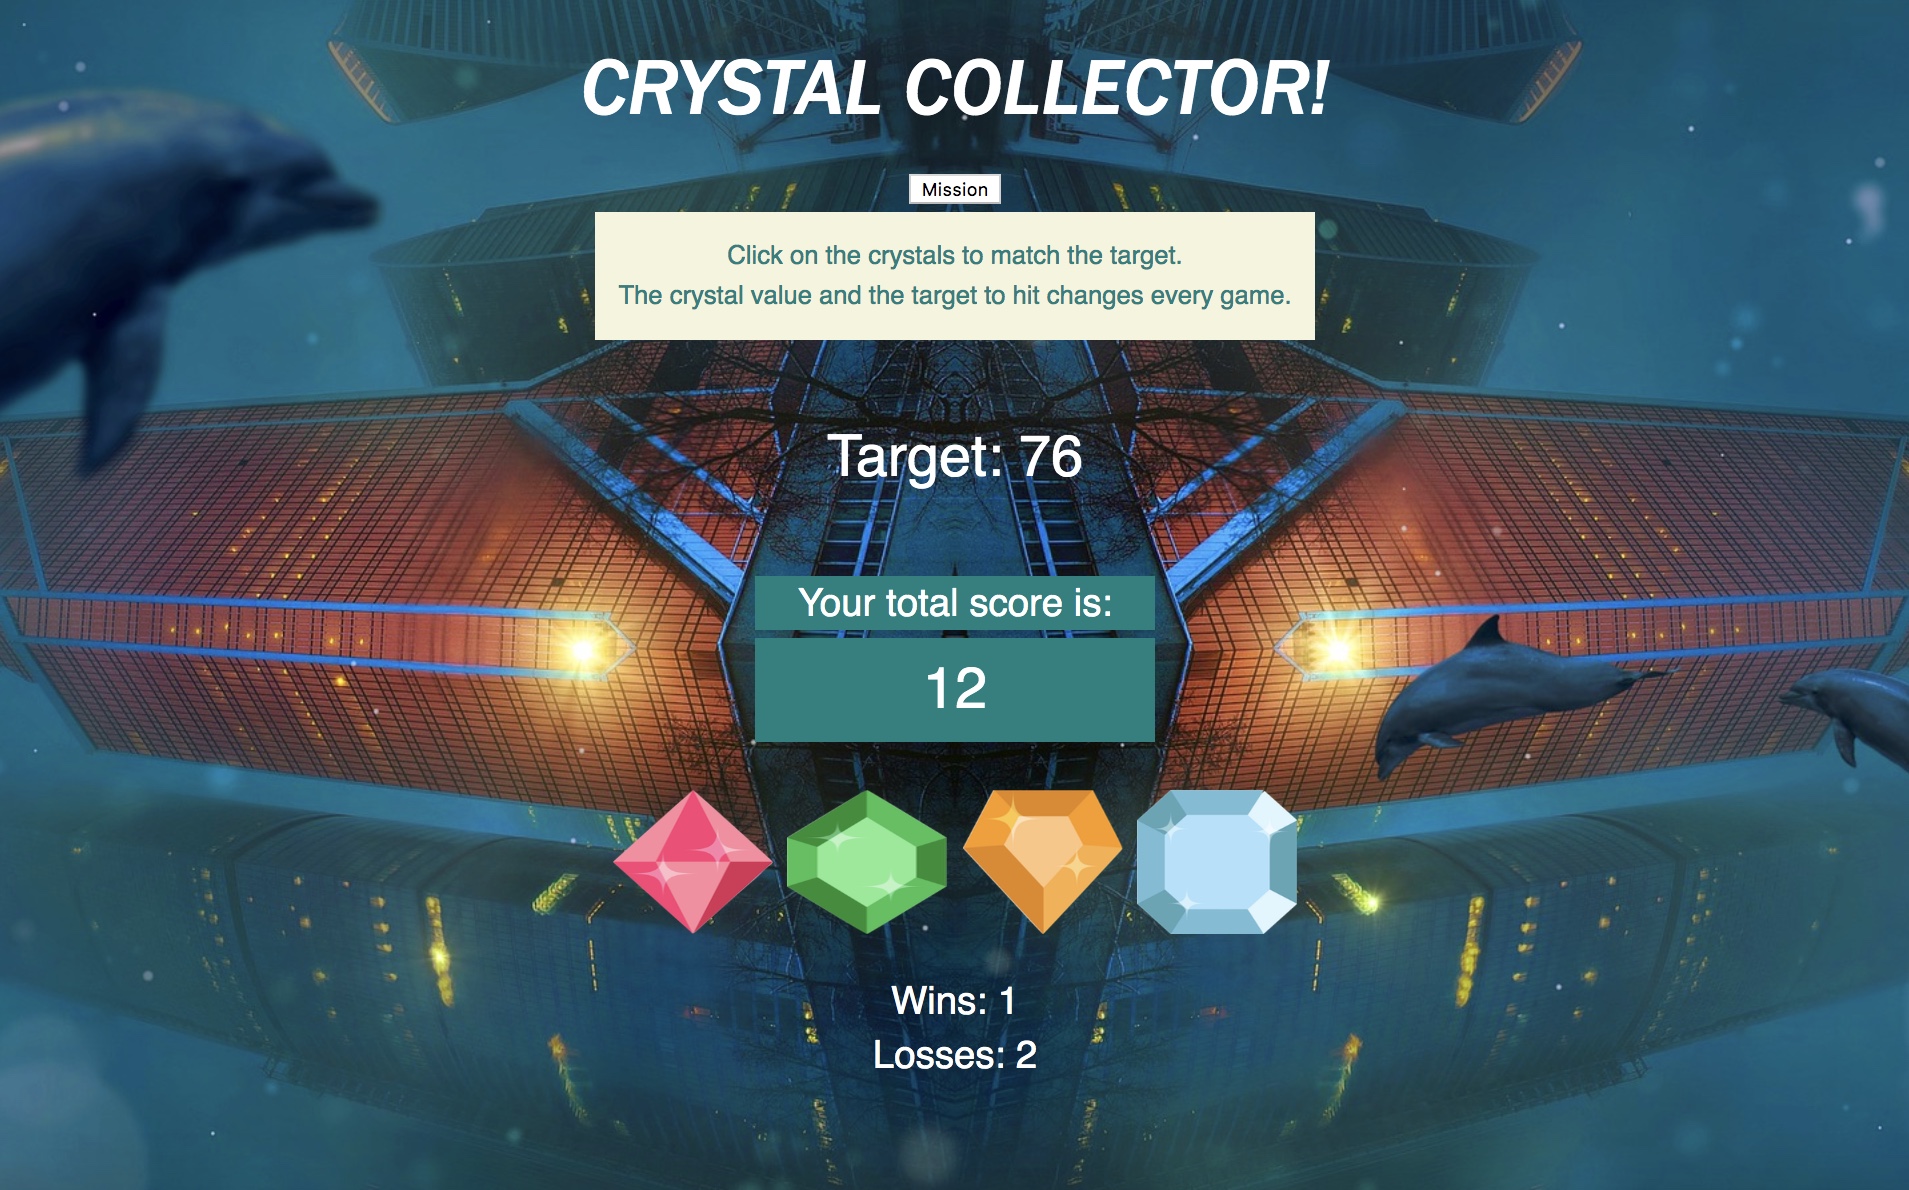 CRYSTAL COLLECTOR!
Mission
Click on the crystals to match the target.
The crystal value and the target to hit changes every game.
Target: 76
Your total score is:
12
Wins: 1
Losses: 2